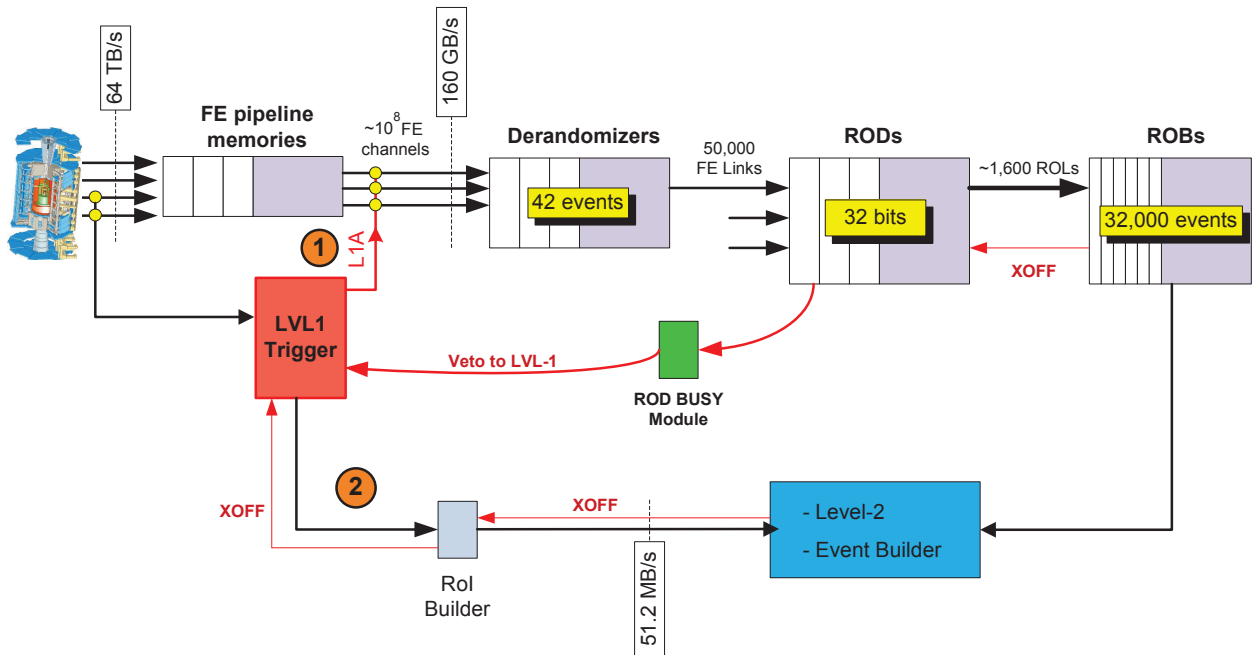 64 TB/s
160 GB/s
FE pipeline
memories
~10⁸ FE
channels
Derandomizers
42 events
50,000
FE Links
RODs
32 bits
~1,600 ROLs
ROBs
32,000 events
XOFF
1
L1A
LVL1
Trigger
Veto to LVL-1
ROD BUSY
Module
2
XOFF
XOFF
- Level-2
- Event Builder
RoI
Builder
51.2 MB/s